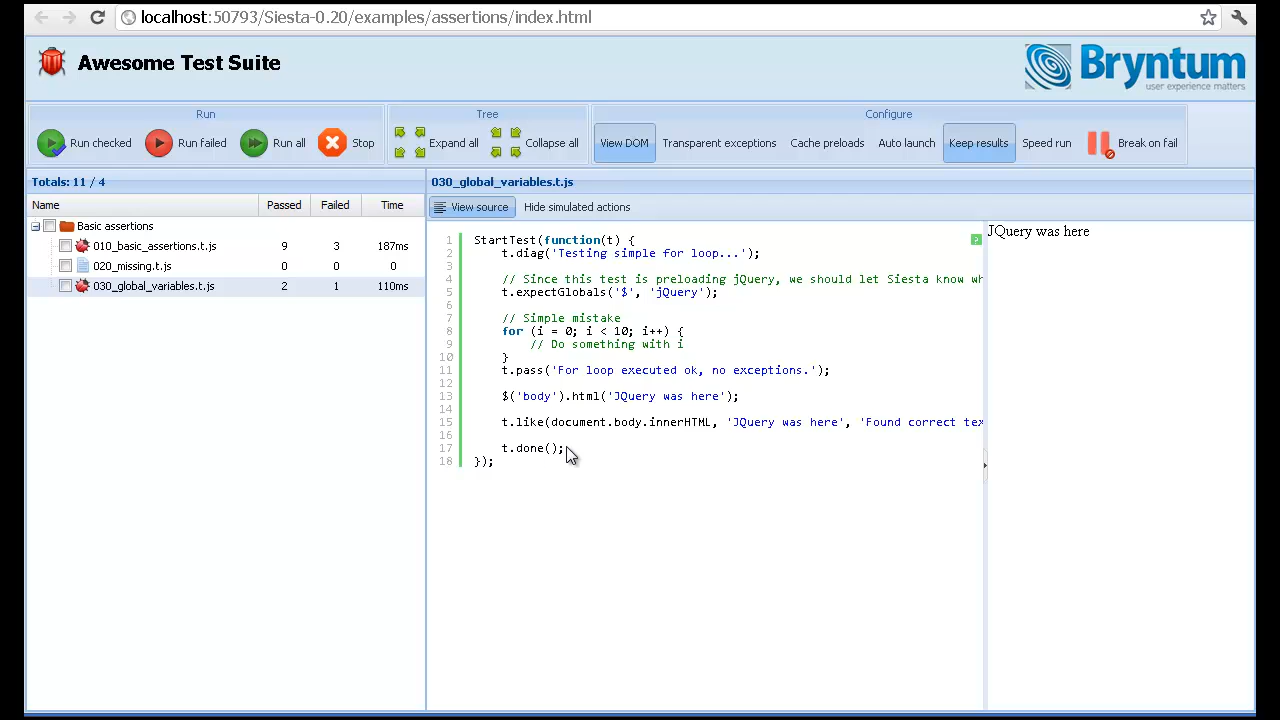 localhost:50793/Siesta-0.20/examples/assertions/index.html
Awesome Test Suite
Bryntum
user experience matters
Run
Tree
Configure
Run checked
Run failed
Run all
Stop
Expand all
Collapse all
View DOM
Transparent exceptions
Cache preloads
Auto launch
Keep results
Speed run
Break on fail
Totals: 11 / 4
Name Passed Failed Time
Basic assertions
010_basic_assertions.t.js 9 3 187ms
020_missing.t.js 0 0 0
030_global_variables.t.js 2 1 110ms
030_global_variables.t.js
View source
Hide simulated actions
1 StartTest(function(t) {
2 t.diag('Testing simple for loop...');
3
4 // Since this test is preloading jQuery, we should let Siesta know wh
5 t.expectGlobals('$', 'jQuery');
6
7 // Simple mistake
8 for (i = 0; i < 10; i++) {
9 // Do something with i
10 }
11 t.pass('For loop executed ok, no exceptions.');
12
13 $('body').html('JQuery was here');
14
15 t.like(document.body.innerHTML, 'JQuery was here', 'Found correct tex
16
17 t.done();
18 });
?
JQuery was here